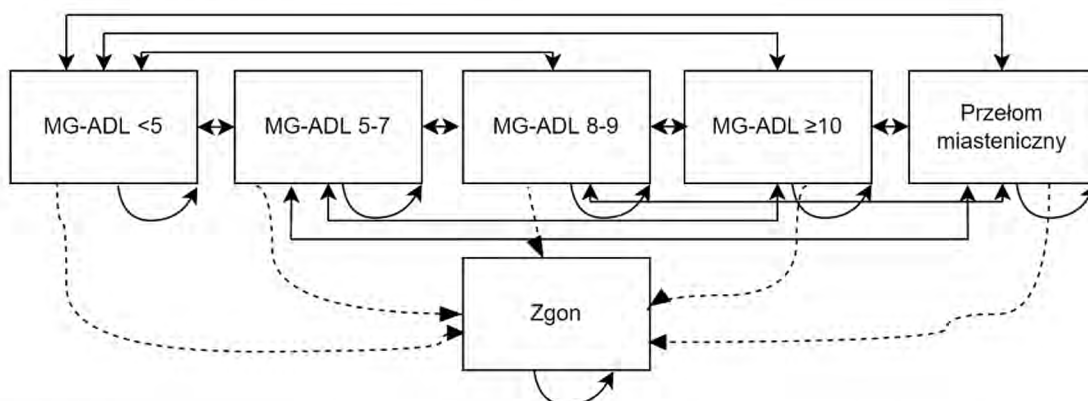 MG-ADL <5
MG-ADL 5-7
MG-ADL 8-9
MG-ADL ≥10
Przełom
miasteniczny
Zgon